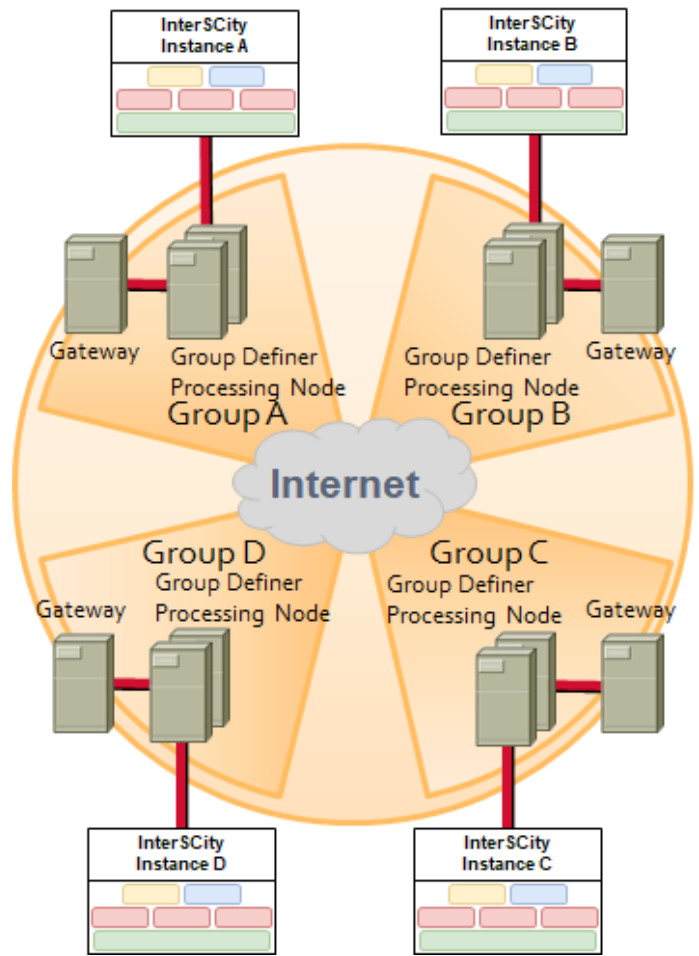 InterSCity
Instance A
InterSCity
Instance B
Gateway
Group Definer
Processing Node
Group A
Group Definer
Processing Node
Group B
Gateway
Internet
Group D
Group Definer
Processing Node
Gateway
Group C
Group Definer
Processing Node
Gateway
InterSCity
Instance D
InterSCity
Instance C